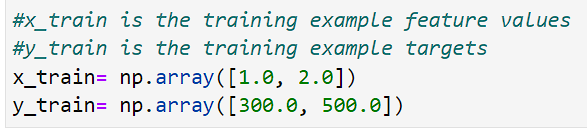 #x_train is the training example feature values
#y_train is the training example targets
x_train= np.array([1.0, 2.0])
y_train= np.array([300.0, 500.0])